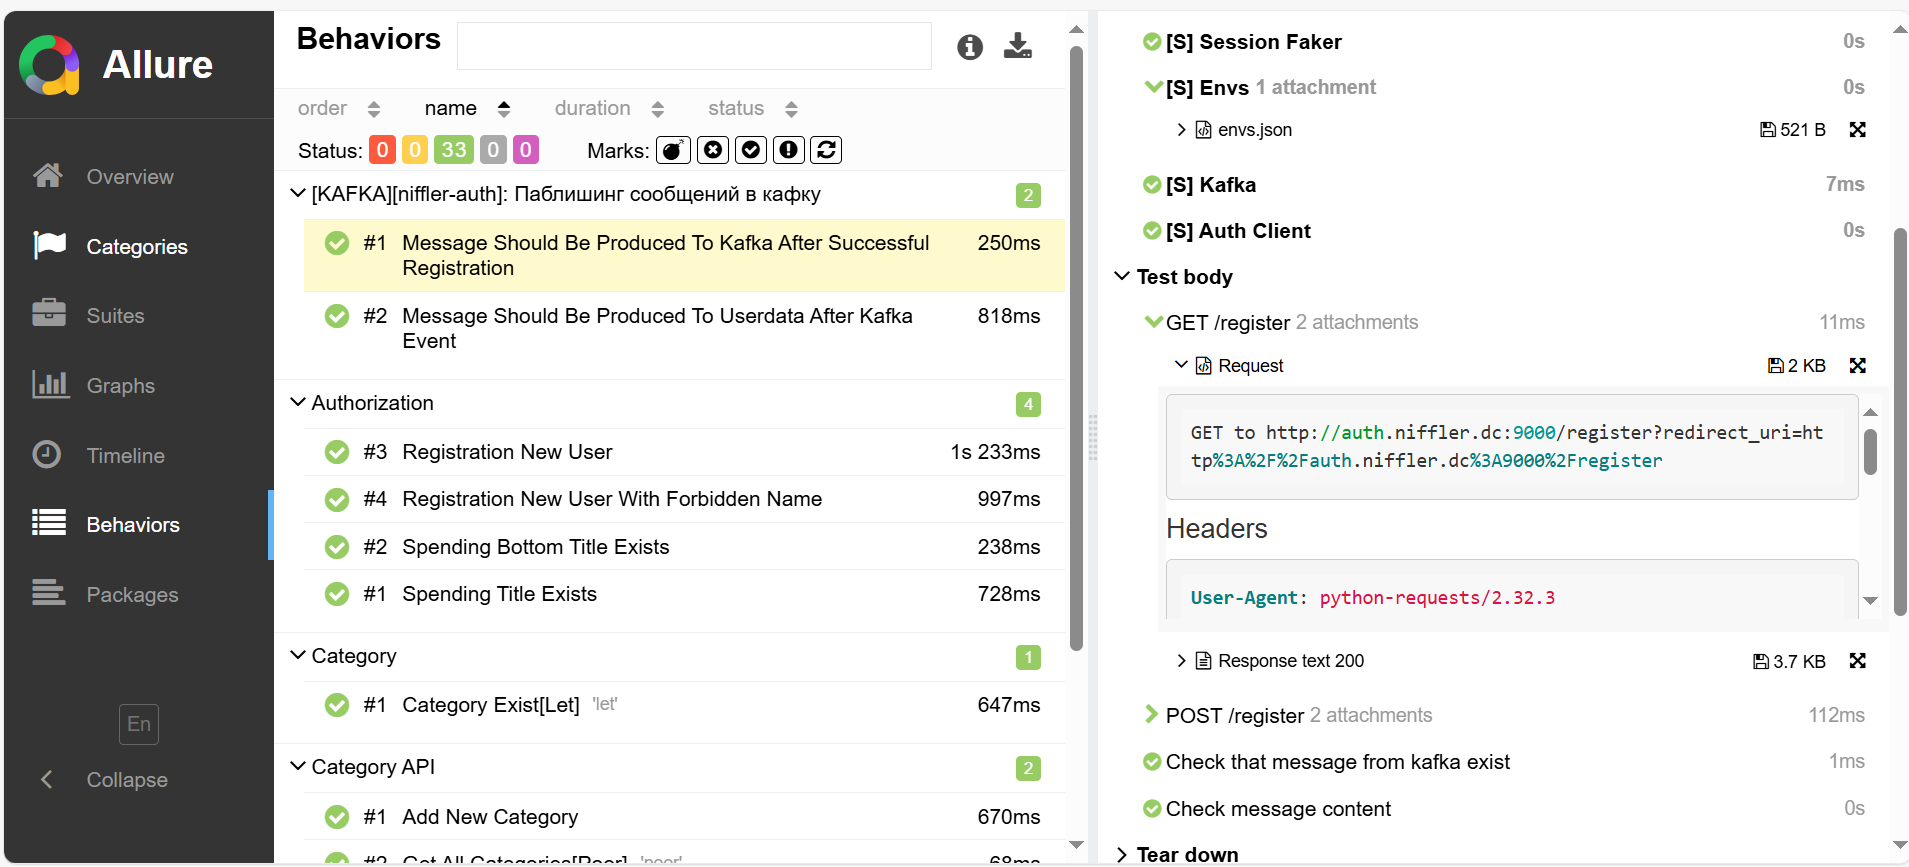 Allure
Overview
Categories
Suites
Graphs
Timeline
Behaviors
Packages
En
Collapse
Behaviors
order name duration status
Status: 0 0 33 0 0 Marks:
[KAFKA][niffler-auth]: Паблишинг сообщений в кафку 2
#1 Message Should Be Produced To Kafka After Successful 250ms
Registration
#2 Message Should Be Produced To Userdata After Kafka 818ms
Event
Authorization 4
#3 Registration New User 1s 233ms
#4 Registration New User With Forbidden Name 997ms
#2 Spending Bottom Title Exists 238ms
#1 Spending Title Exists 728ms
Category 1
#1 Category Exist[Let] 'let' 647ms
Category API 2
#1 Add New Category 670ms
#2 Get All Categories[Poor] 'poor' 68ms
[S] Session Faker 0s
[S] Envs 1 attachment 0s
envs.json 521 B
[S] Kafka 7ms
[S] Auth Client 0s
Test body
GET /register 2 attachments 11ms
Request 2 KB
GET to http://auth.niffler.dc:9000/register?redirect_uri=ht
tp%3A%2F%2Fauth.niffler.dc%3A9000%2Fregister
Headers
User-Agent: python-requests/2.32.3
Response text 200 3.7 KB
POST /register 2 attachments 112ms
Check that message from kafka exist 1ms
Check message content 0s
Tear down